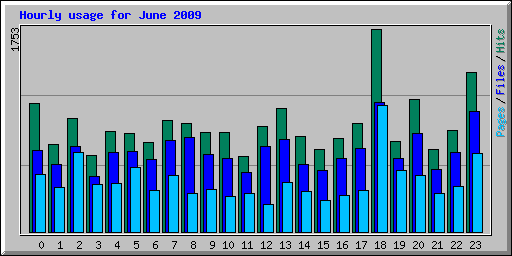 Hourly usage for June 2009
1753
Pages / Files / Hits
0 1 2 3 4 5 6 7 8 9 10 11 12 13 14 15 16 17 18 19 20 21 22 23